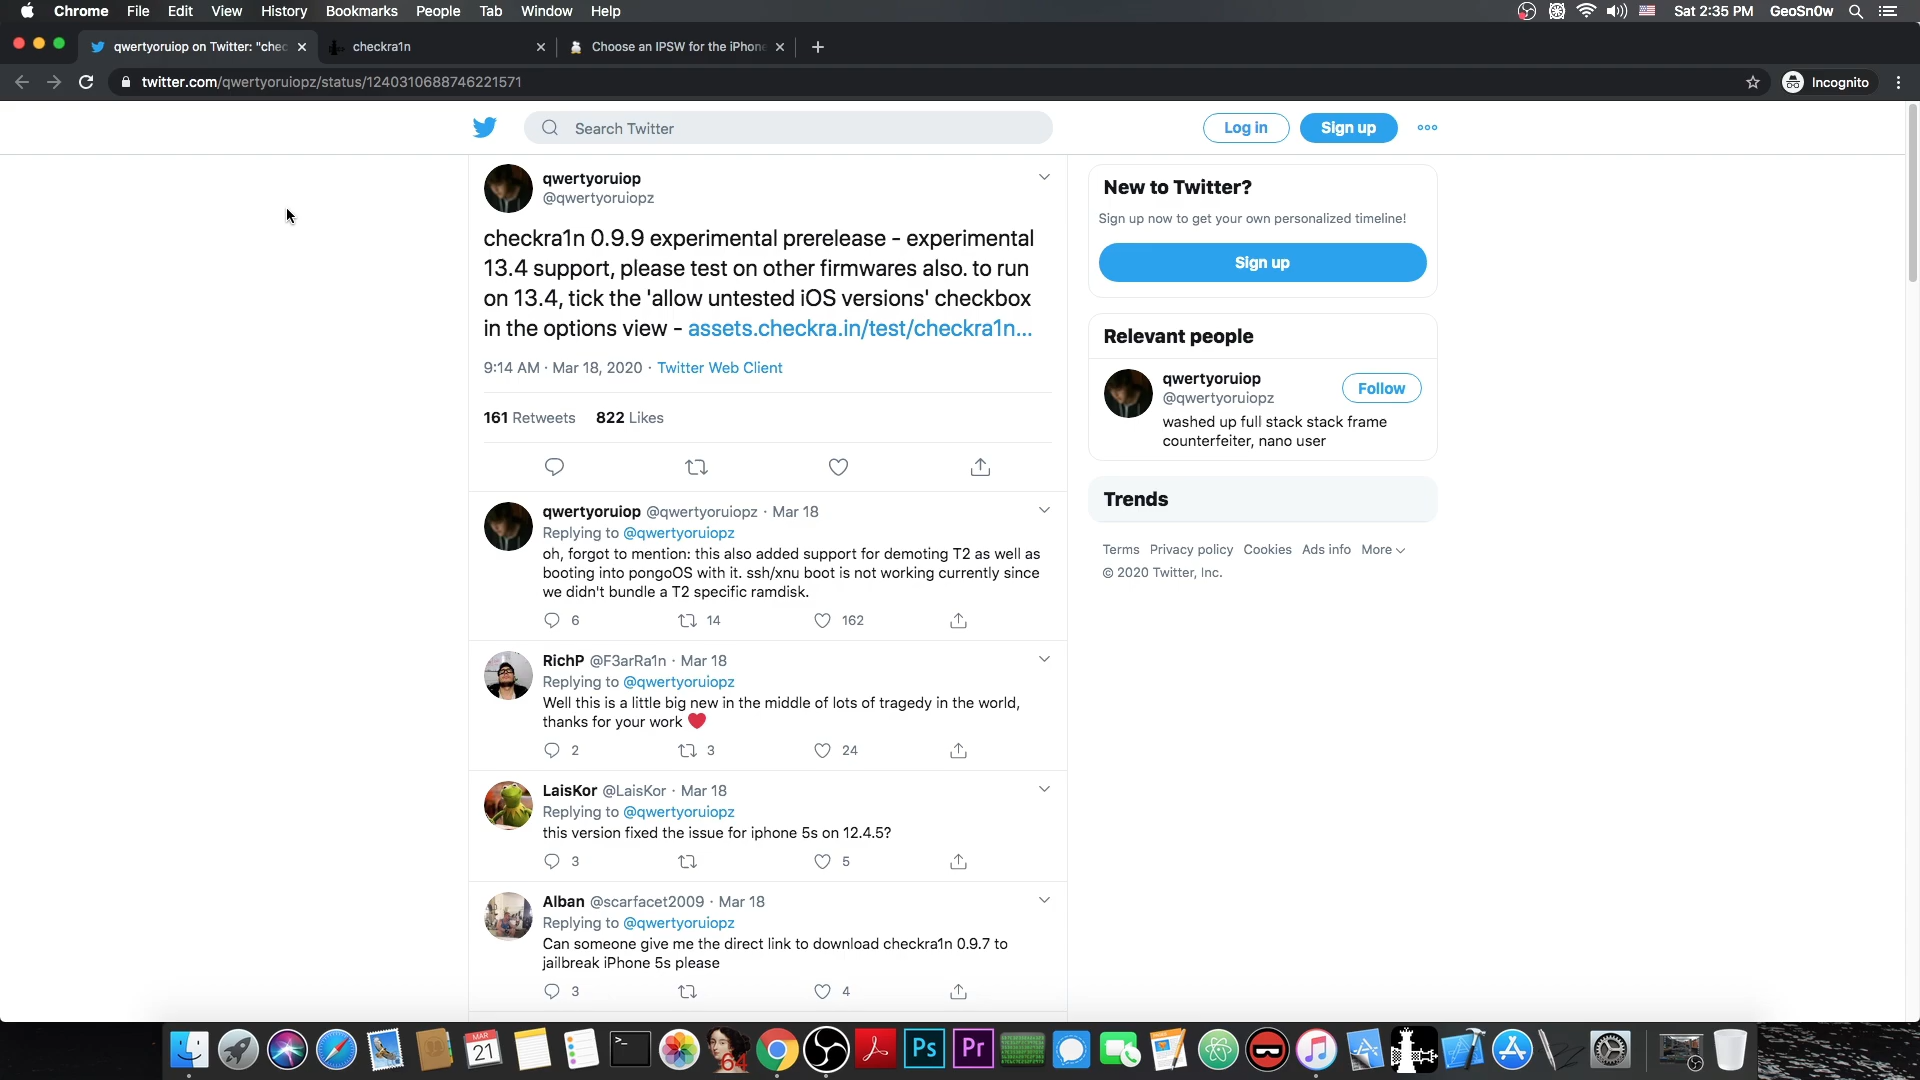 Chrome File Edit View History Bookmarks People Tab Window Help
Sat 2:35 PM GeoSn0w
qwertyoruiop on Twitter: "chec
checkra1n
Choose an IPSW for the iPhone
twitter.com/qwertyoruiopz/status/1240310688746221571
Incognito
Search Twitter
Log in
Sign up
qwertyoruiop
@qwertyoruiopz
checkra1n 0.9.9 experimental prerelease - experimental
13.4 support, please test on other firmwares also. to run
on 13.4, tick the 'allow untested iOS versions' checkbox
in the options view - assets.checkra.in/test/checkra1n...
9:14 AM · Mar 18, 2020 · Twitter Web Client
161 Retweets 822 Likes
qwertyoruiop @qwertyoruiopz · Mar 18
Replying to @qwertyoruiopz
oh, forgot to mention: this also added support for demoting T2 as well as
booting into pongoOS with it. ssh/xnu boot is not working currently since
we didn't bundle a T2 specific ramdisk.
6 14 162
RichP @F3arRa1n · Mar 18
Replying to @qwertyoruiopz
Well this is a little big new in the middle of lots of tragedy in the world,
thanks for your work ❤️
2 3 24
LaisKor @LaisKor · Mar 18
Replying to @qwertyoruiopz
this version fixed the issue for iphone 5s on 12.4.5?
3 5
Alban @scarfacet2009 · Mar 18
Replying to @qwertyoruiopz
Can someone give me the direct link to download checkra1n 0.9.7 to
jailbreak iPhone 5s please
3 4
New to Twitter?
Sign up now to get your own personalized timeline!
Sign up
Relevant people
qwertyoruiop
@qwertyoruiopz
Follow
washed up full stack stack frame
counterfeiter, nano user
Trends
Terms Privacy policy Cookies Ads info More
© 2020 Twitter, Inc.
MAR
21
64
Ps
Pr